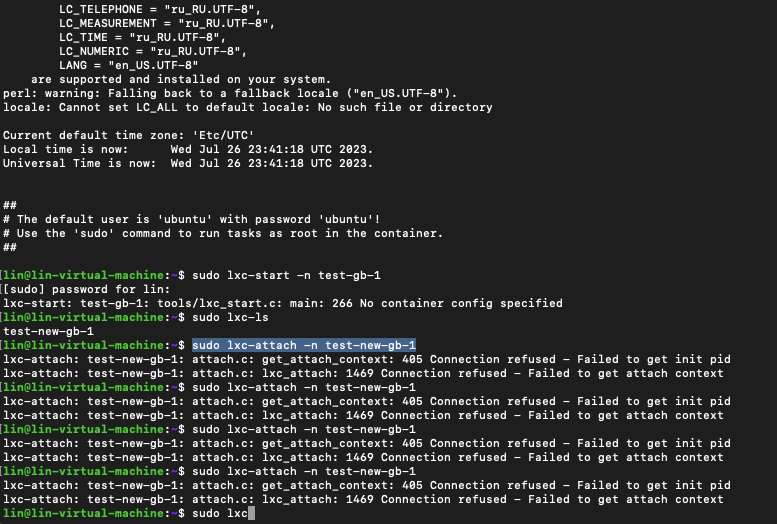 LC_TELEPHONE = "ru_RU.UTF-8",
LC_MEASUREMENT = "ru_RU.UTF-8",
LC_TIME = "ru_RU.UTF-8",
LC_NUMERIC = "ru_RU.UTF-8",
LANG = "en_US.UTF-8"
are supported and installed on your system.
perl: warning: Falling back to a fallback locale ("en_US.UTF-8").
locale: Cannot set LC_ALL to default locale: No such file or directory
Current default time zone: 'Etc/UTC'
Local time is now:      Wed Jul 26 23:41:18 UTC 2023.
Universal Time is now:  Wed Jul 26 23:41:18 UTC 2023.
##
# The default user is 'ubuntu' with password 'ubuntu'!
# Use the 'sudo' command to run tasks as root in the container.
##
[lin@lin-virtual-machine:~$ sudo lxc-start -n test-gb-1
[[sudo] password for lin:
lxc-start: test-gb-1: tools/lxc_start.c: main: 266 No container config specified
[lin@lin-virtual-machine:~$ sudo lxc-ls
test-new-gb-1
[lin@lin-virtual-machine:~$ sudo lxc-attach -n test-new-gb-1
lxc-attach: test-new-gb-1: attach.c: get_attach_context: 405 Connection refused - Failed to get init pid
lxc-attach: test-new-gb-1: attach.c: lxc_attach: 1469 Connection refused - Failed to get attach context
[lin@lin-virtual-machine:~$ sudo lxc-attach -n test-new-gb-1
lxc-attach: test-new-gb-1: attach.c: get_attach_context: 405 Connection refused - Failed to get init pid
lxc-attach: test-new-gb-1: attach.c: lxc_attach: 1469 Connection refused - Failed to get attach context
[lin@lin-virtual-machine:~$ sudo lxc-attach -n test-new-gb-1
lxc-attach: test-new-gb-1: attach.c: get_attach_context: 405 Connection refused - Failed to get init pid
lxc-attach: test-new-gb-1: attach.c: lxc_attach: 1469 Connection refused - Failed to get attach context
[lin@lin-virtual-machine:~$ sudo lxc-attach -n test-new-gb-1
lxc-attach: test-new-gb-1: attach.c: get_attach_context: 405 Connection refused - Failed to get init pid
lxc-attach: test-new-gb-1: attach.c: lxc_attach: 1469 Connection refused - Failed to get attach context
lin@lin-virtual-machine:~$ sudo lxc